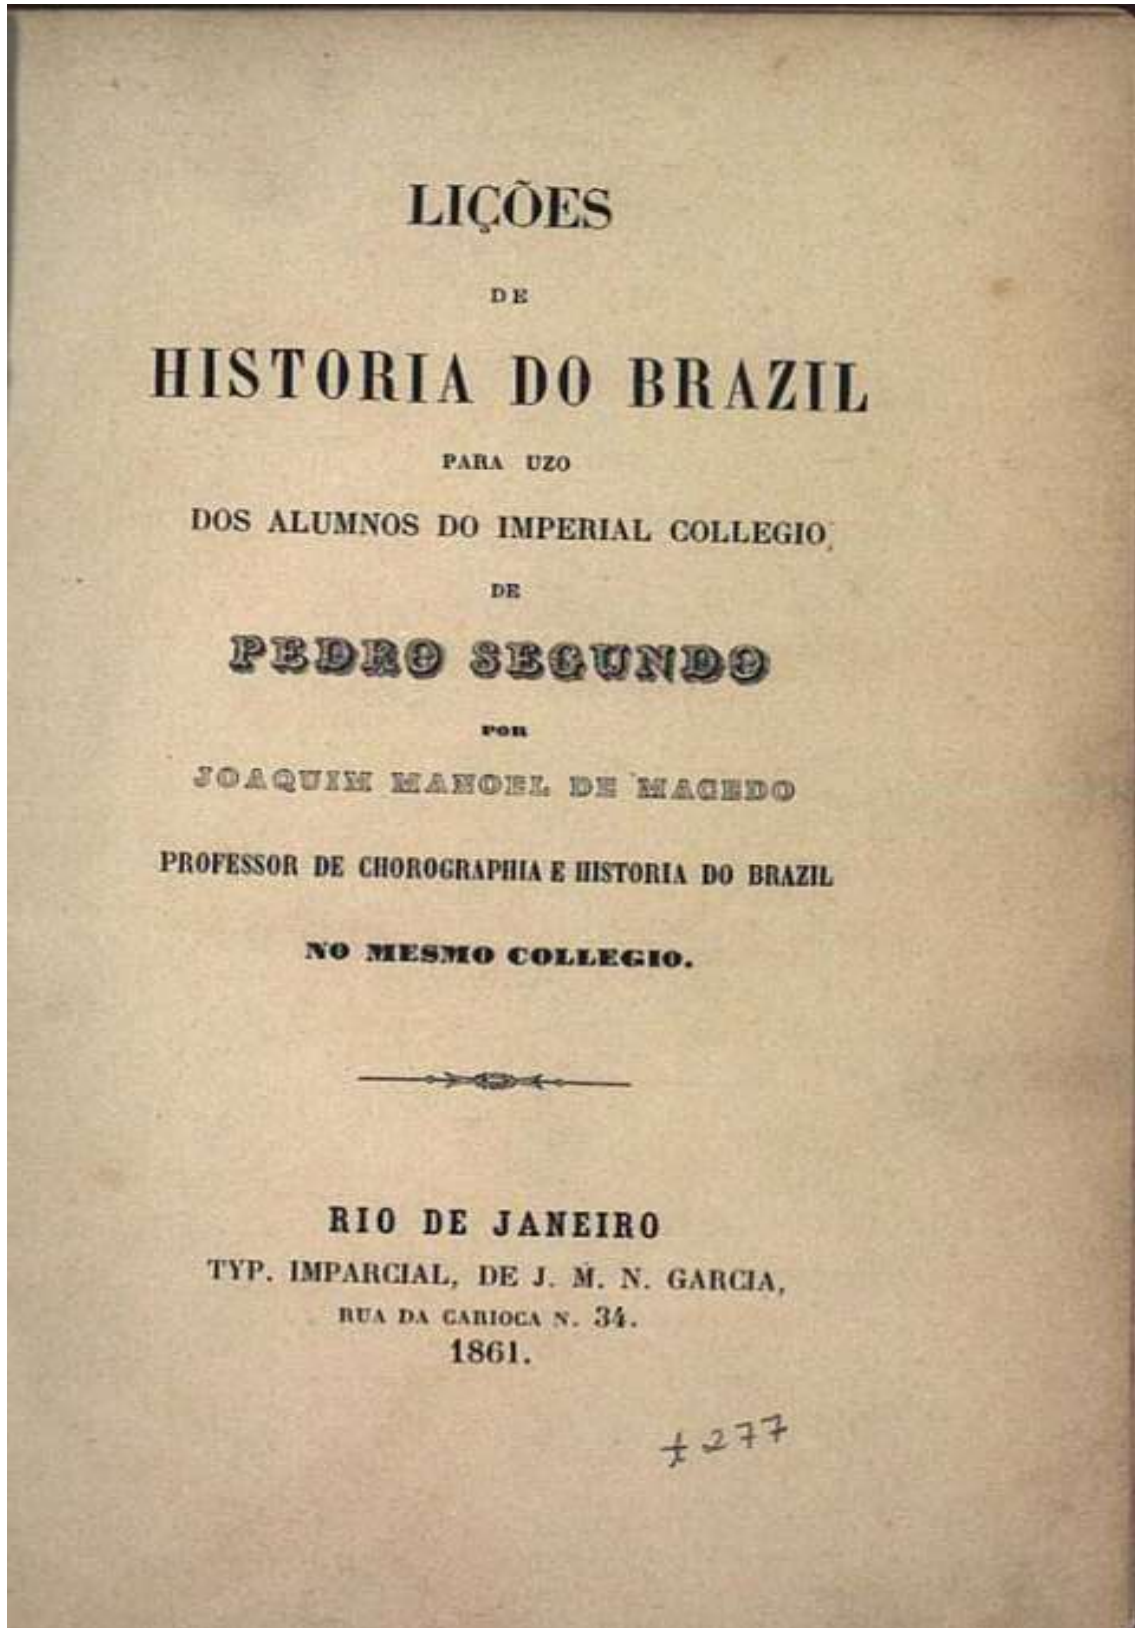 LIÇÕES
DE
HISTORIA DO BRAZIL
PARA UZO
DOS ALUMNOS DO IMPERIAL COLLEGIO
DE
PEDRO SEGUNDO
POR
JOAQUIM MANOEL DE MACEDO
PROFESSOR DE CHOROGRAPHIA E HISTORIA DO BRAZIL
NO MESMO COLLEGIO.
RIO DE JANEIRO
TYP. IMPARCIAL, DE J. M. N. GARCIA,
RUA DA CARIOCA N. 34.
1861.
277